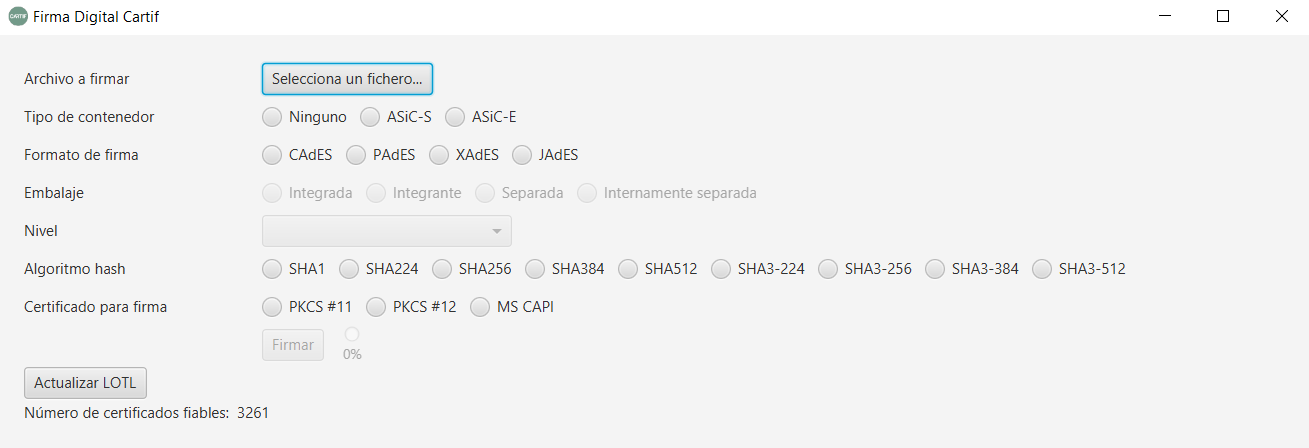 CARTIF Firma Digital Cartif
Archivo a firmar Selecciona un fichero...
Tipo de contenedor Ninguno ASiC-S ASiC-E
Formato de firma CAdES PAdES XAdES JAdES
Embalaje Integrada Integrante Separada Internamente separada
Nivel
Algoritmo hash SHA1 SHA224 SHA256 SHA384 SHA512 SHA3-224 SHA3-256 SHA3-384 SHA3-512
Certificado para firma PKCS #11 PKCS #12 MS CAPI
Firmar 0%
Actualizar LOTL
Número de certificados fiables: 3261